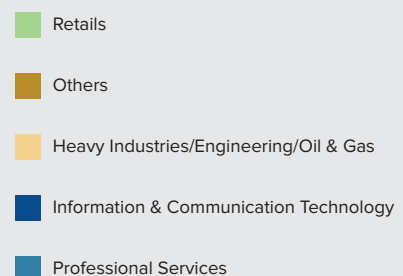 Retails
Others
Heavy Industries/Engineering/Oil & Gas
Information & Communication Technology
Professional Services